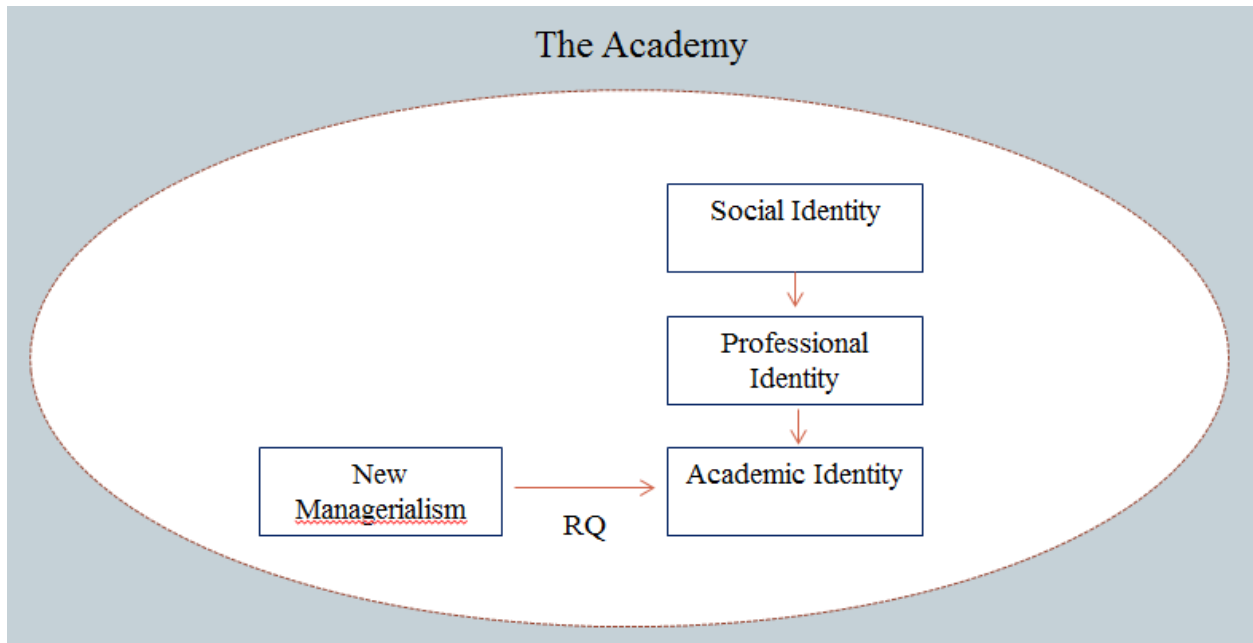 The Academy
Social Identity
Professional
Identity
Academic Identity
New
Managerialism
RQ